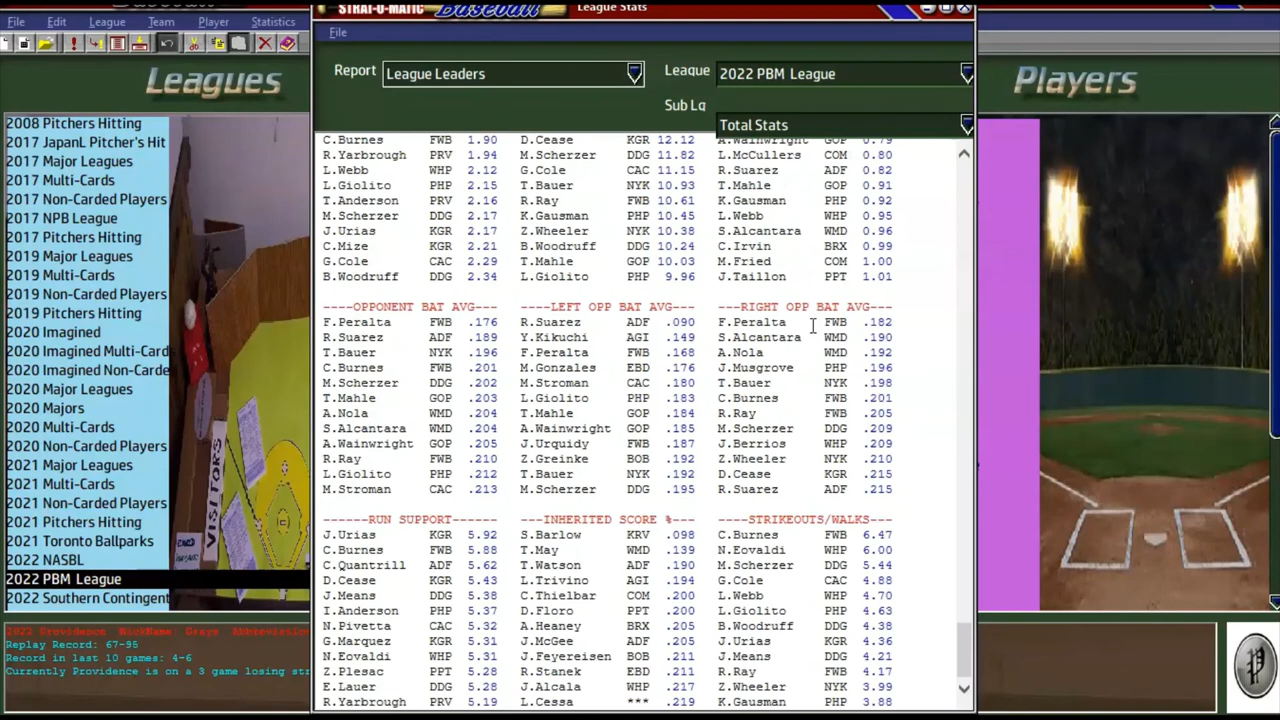 STRAT-O-MATIC Baseball League Stats
File Edit League Team Player Statistics
File
Leagues
Players
Report League Leaders League 2022 PBM League
Sub Lg
Total Stats
2008 Pitchers Hitting
2017 JapanL Pitcher's Hit
2017 Major Leagues
2017 Multi-Cards
2017 Non-Carded Players
2017 NPB League
2017 Pitchers Hitting
2019 Major Leagues
2019 Multi-Cards
2019 Non-Carded Players
2019 Pitchers Hitting
2020 Imagined
2020 Imagined Multi-Cards
2020 Imagined Non-Carde
2020 Major Leagues
2020 Majors
2020 Multi-Cards
2020 Non-Carded Players
2021 Major Leagues
2021 Multi-Cards
2021 Non-Carded Players
2021 Pitchers Hitting
2021 Toronto Ballparks
2022 NASBL
2022 PBM League
2022 Southern Contingent
VISITORS
C.Burnes FWB 1.90 D.Cease KGR 12.12 A.Wainwright GOP 0.79
R.Yarbrough PRV 1.94 M.Scherzer DDG 11.82 L.McCullers COM 0.80
L.Webb WHP 2.12 G.Cole CAC 11.15 R.Suarez ADF 0.82
L.Giolito PHP 2.15 T.Bauer NYK 10.93 T.Mahle GOP 0.91
T.Anderson PRV 2.16 R.Ray FWB 10.61 K.Gausman PHP 0.92
M.Scherzer DDG 2.17 K.Gausman PHP 10.45 L.Webb WHP 0.95
J.Urias KGR 2.17 Z.Wheeler NYK 10.38 S.Alcantara WMD 0.96
C.Mize KGR 2.21 B.Woodruff DDG 10.24 C.Irvin BRX 0.99
G.Cole CAC 2.29 T.Mahle GOP 10.03 M.Fried COM 1.00
B.Woodruff DDG 2.34 L.Giolito PHP 9.96 J.Taillon PPT 1.01
----OPPONENT BAT AVG--- ----LEFT OPP BAT AVG--- ---RIGHT OPP BAT AVG---
F.Peralta FWB .176 R.Suarez ADF .090 F.Peralta FWB .182
R.Suarez ADF .189 Y.Kikuchi AGI .149 S.Alcantara WMD .190
T.Bauer NYK .196 F.Peralta FWB .168 A.Nola WMD .192
C.Burnes FWB .201 M.Gonzales EBD .176 J.Musgrove PHP .196
M.Scherzer DDG .202 M.Stroman CAC .180 T.Bauer NYK .198
T.Mahle GOP .203 L.Giolito PHP .183 C.Burnes FWB .201
A.Nola WMD .204 T.Mahle GOP .184 R.Ray FWB .205
S.Alcantara WMD .204 A.Wainwright GOP .185 M.Scherzer DDG .209
A.Wainwright GOP .205 J.Urquidy FWB .187 J.Berrios WHP .209
R.Ray FWB .210 Z.Greinke BOB .192 Z.Wheeler NYK .210
L.Giolito PHP .212 T.Bauer NYK .192 D.Cease KGR .215
M.Stroman CAC .213 M.Scherzer DDG .195 R.Suarez ADF .215
------RUN SUPPORT------ ---INHERITED SCORE %--- ----STRIKEOUTS/WALKS---
J.Urias KGR 5.92 S.Barlow KRV .098 C.Burnes FWB 6.47
C.Burnes FWB 5.88 T.May WMD .139 N.Eovaldi WHP 6.00
C.Quantrill ADF 5.62 T.Watson ADF .190 M.Scherzer DDG 5.44
D.Cease KGR 5.43 L.Trivino AGI .194 G.Cole CAC 4.88
J.Means DDG 5.38 C.Thielbar COM .200 L.Webb WHP 4.70
I.Anderson PHP 5.37 D.Floro PPT .200 L.Giolito PHP 4.63
N.Pivetta CAC 5.32 A.Heaney BRX .205 B.Woodruff DDG 4.38
G.Marquez KGR 5.31 J.McGee ADF .205 J.Urias KGR 4.36
N.Eovaldi WHP 5.31 J.Feyereisen BOB .211 J.Means DDG 4.21
Z.Plesac PPT 5.28 R.Stanek EBD .211 R.Ray FWB 4.17
E.Lauer DDG 5.28 J.Alcala WHP .217 Z.Wheeler NYK 3.99
R.Yarbrough PRV 5.19 L.Cessa *** .219 K.Gausman PHP 3.88
2022 Providence NickName: Grays Abbreviation
Replay Record: 67-95
Record in last 10 games: 4-6
Currently Providence is on a 3 game losing str
P